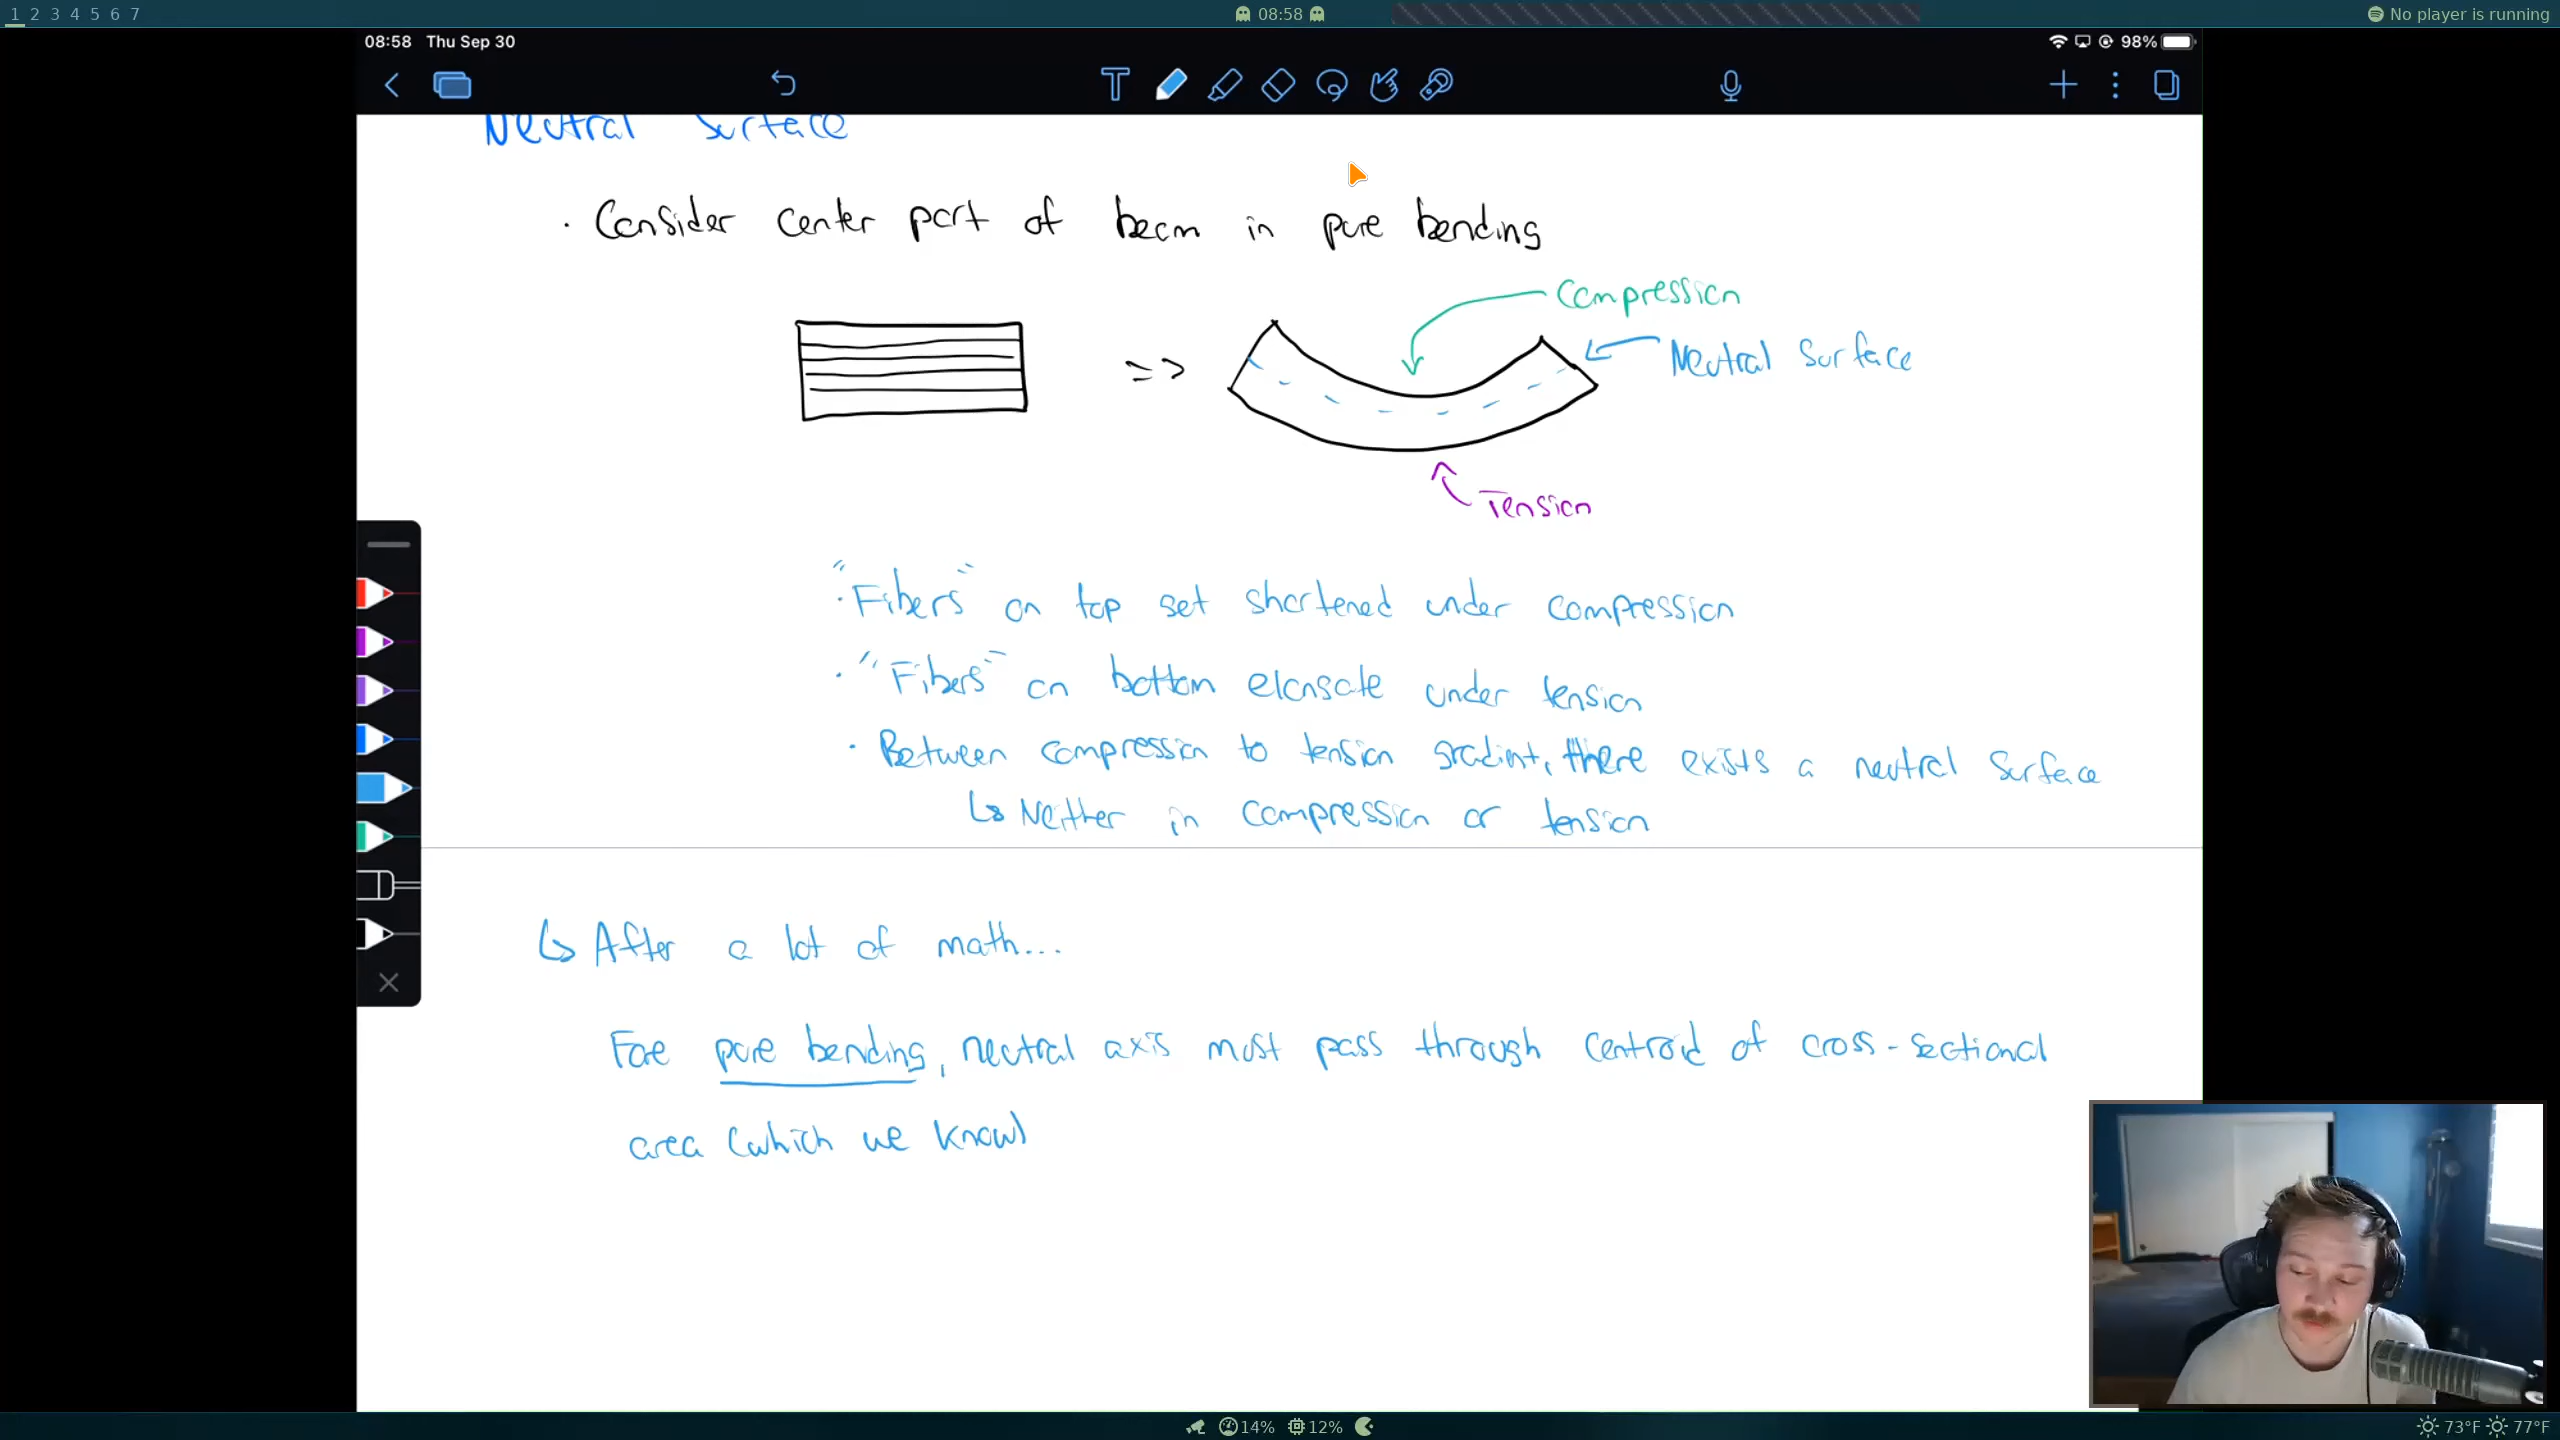 1 2 3 4 5 6 7
08:58
No player is running
08:58 Thu Sep 30
98%
Neutral Surface
· Consider center part of beam in pure bending
Compression
=> Neutral Surface
Tension
· "Fibers" on top get shortened under compression
· "Fibers" on bottom elongate under tension
· Between compression to tension gradint, there exists a neutral surface
↳ Neither in compression or tension
↳ After a lot of math...
Foe pure bending, neutral axis must pass through centroid of cross-sectional
area (which we know)
14% 12%
73°F 77°F